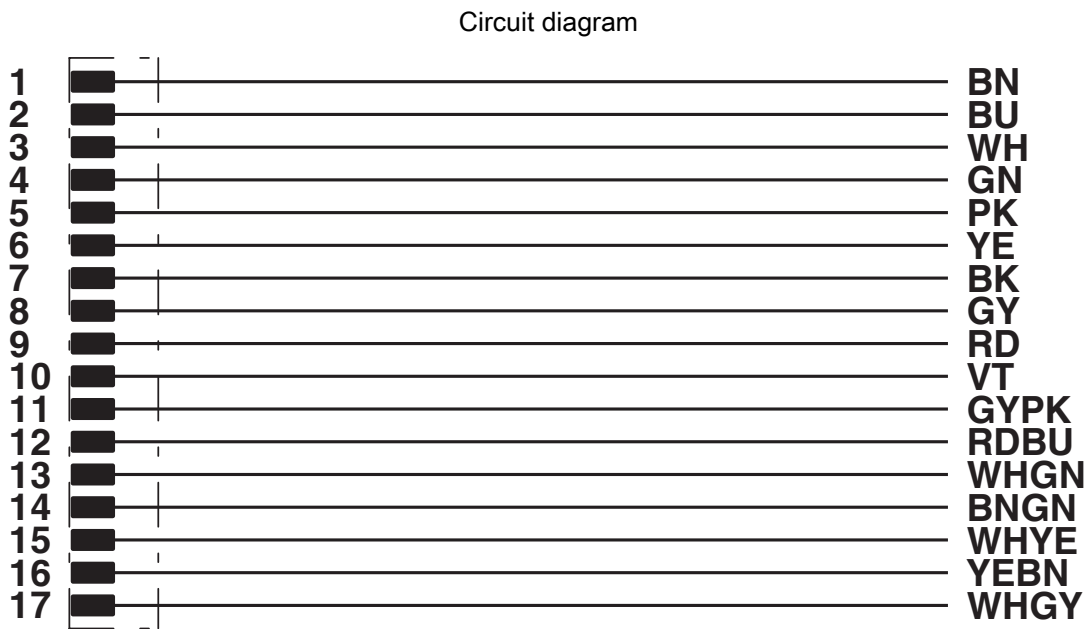 Circuit diagram
1 BN
2 BU
3 WH
4 GN
5 PK
6 YE
7 BK
8 GY
9 RD
10 VT
11 GYPK
12 RDBU
13 WHGN
14 BNGN
15 WHYE
16 YEBN
17 WHGY